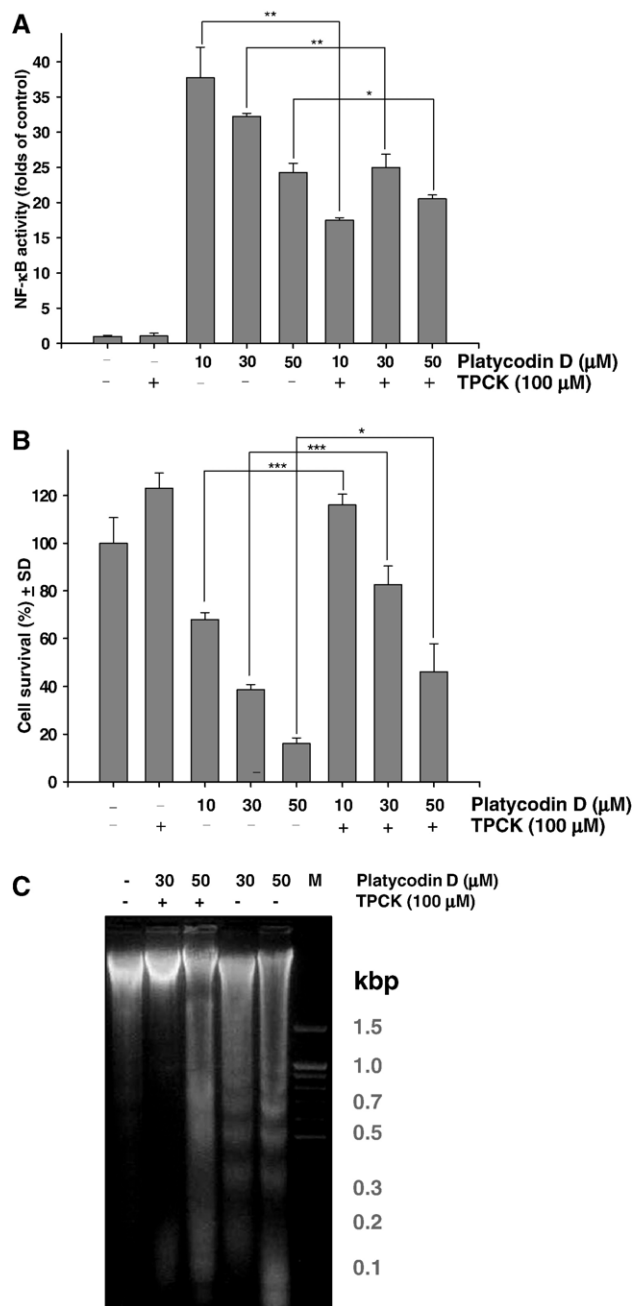 A
** 
**
*
NF-κB activity (folds of control)
40
35
30
25
20
15
10
5
0
– – 10 30 50 10 30 50 Platycodin D (μM)
– + – – – + + + TPCK (100 μM)
B
*
***
***
Cell survival (%) ± SD
120
100
80
60
40
20
0
– – 10 30 50 10 30 50 Platycodin D (μM)
– + – – – + + + TPCK (100 μM)
C
- 30 50 30 50 M Platycodin D (μM)
- + + - - TPCK (100 μM)
kbp
1.5
1.0
0.7
0.5
0.3
0.2
0.1